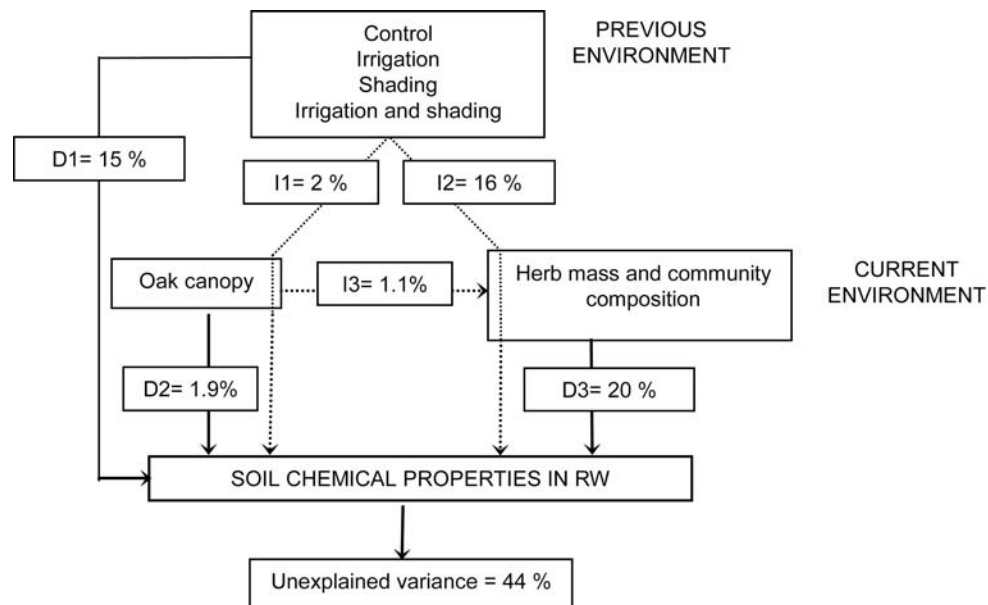 Control
Irrigation
Shading
Irrigation and shading
PREVIOUS
ENVIRONMENT
D1= 15 %
I1= 2 %
I2= 16 %
Oak canopy
I3= 1.1%
Herb mass and community
composition
CURRENT
ENVIRONMENT
D2= 1.9%
D3= 20 %
SOIL CHEMICAL PROPERTIES IN RW
Unexplained variance = 44 %